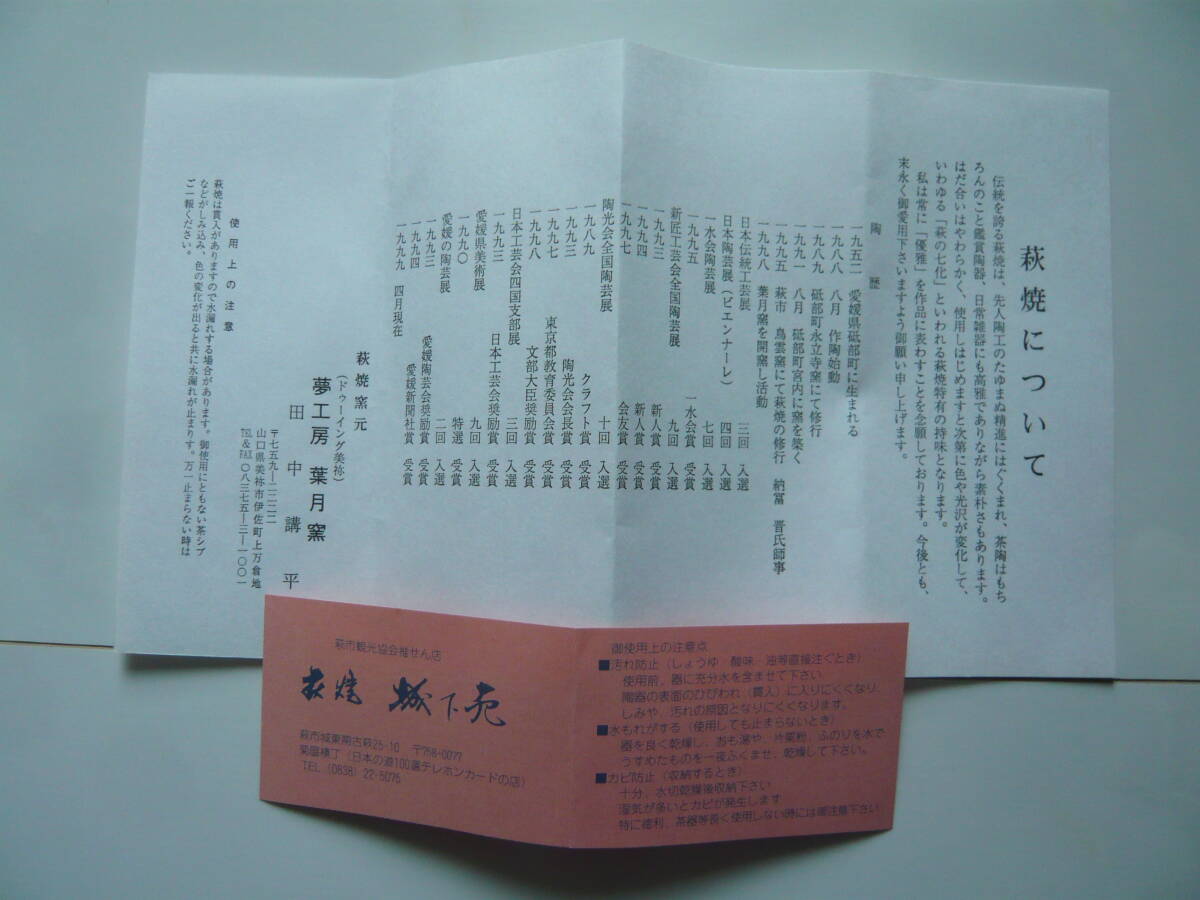 萩焼について
伝統を誇る萩焼は、先人陶工のたゆまぬ精進にはぐくまれ、茶陶はもち
ろんのこと鑑賞陶器、日常雑器にも高雅でありながら素朴さもあります。
はだ合いはやわらかく、使用しはじめますと次第に色や光沢が変化して、
いわゆる「萩の七化」といわれる萩焼特有の持味となります。
私は常に「優雅」を作品に表わすことを念願しております。今後とも、
末永く御愛用下さいますよう御願い申し上げます。
陶歴
一九五二 愛媛県砥部町に生まれる
一九八八 八月 作陶始動
一九八九 砥部町永立寺窯にて修行
一九九一 八月 砥部町宮内に窯を築く
一九九五 萩市 鳥雲窯にて萩焼の修行 納冨 晋氏師事
一九九八 葉月窯を開窯し活動
日本伝統工芸展 三回 入選
日本陶芸展(ビエンナーレ) 四回 入選
一水会陶芸展 七回 入選
一九九五 一水会賞 受賞
新匠工芸会全国陶芸展 九回 入選
一九九三 新人賞 受賞
一九九四 新人賞 受賞
一九九七 会友賞 受賞
陶光会全国陶芸展 十回 入選
一九八九 クラフト賞 受賞
一九九三 陶光会会長賞 受賞
一九九七 東京都教育委員会賞 受賞
一九九八 文部大臣奨励賞 受賞
日本工芸会四国支部展 三回 入選
一九九三 日本工芸会奨励賞 受賞
愛媛県美術展 九回 入選
一九九〇 特選 受賞
愛媛の陶芸展 二回 入選
一九九三 愛媛陶芸会奨励賞 受賞
一九九四 愛媛新聞社賞 受賞
一九九九 四月現在
萩焼窯元
(ドゥーイング美祢)
夢工房 葉月窯
田中講平
〒七五九―二二二二
山口県美祢市伊佐町上万倉地
TEL&FAX〇八三七五―三―一〇〇一
使用上の注意
萩焼は貫入がありますので水漏れする場合があります。御使用にともない茶シブ
などがしみ込み、色の変化が出ると共に水漏れが止まります。万一止まらない時は
ご一報ください。
萩市観光協会推せん店
萩焼 城下苑
萩市城東南古萩25-10 〒758-0077
菊屋横丁(日本の道100選テレホンカードの店)
TEL (0838) 22-5075
御使用上の注意点
■汚れ防止(しょうゆ 酸味 油等直接注ぐとき)
使用前、器に充分水を含ませて下さい
陶器の表面のひびわれ(貫入)に入りにくくなり、
しみや、汚れの原因となりにくくなります。
■水もれがする(使用しても止まらないとき)
器を良く乾燥し、おも湯や、片栗粉、ふのりを水で
うすめたものを一夜ふくませ、乾燥して下さい。
■カビ防止(収納するとき)
十分、水切乾燥後収納下さい
湿気が多いとカビが発生します
特に徳利、茶器等長く使用しない時には御注意下さい